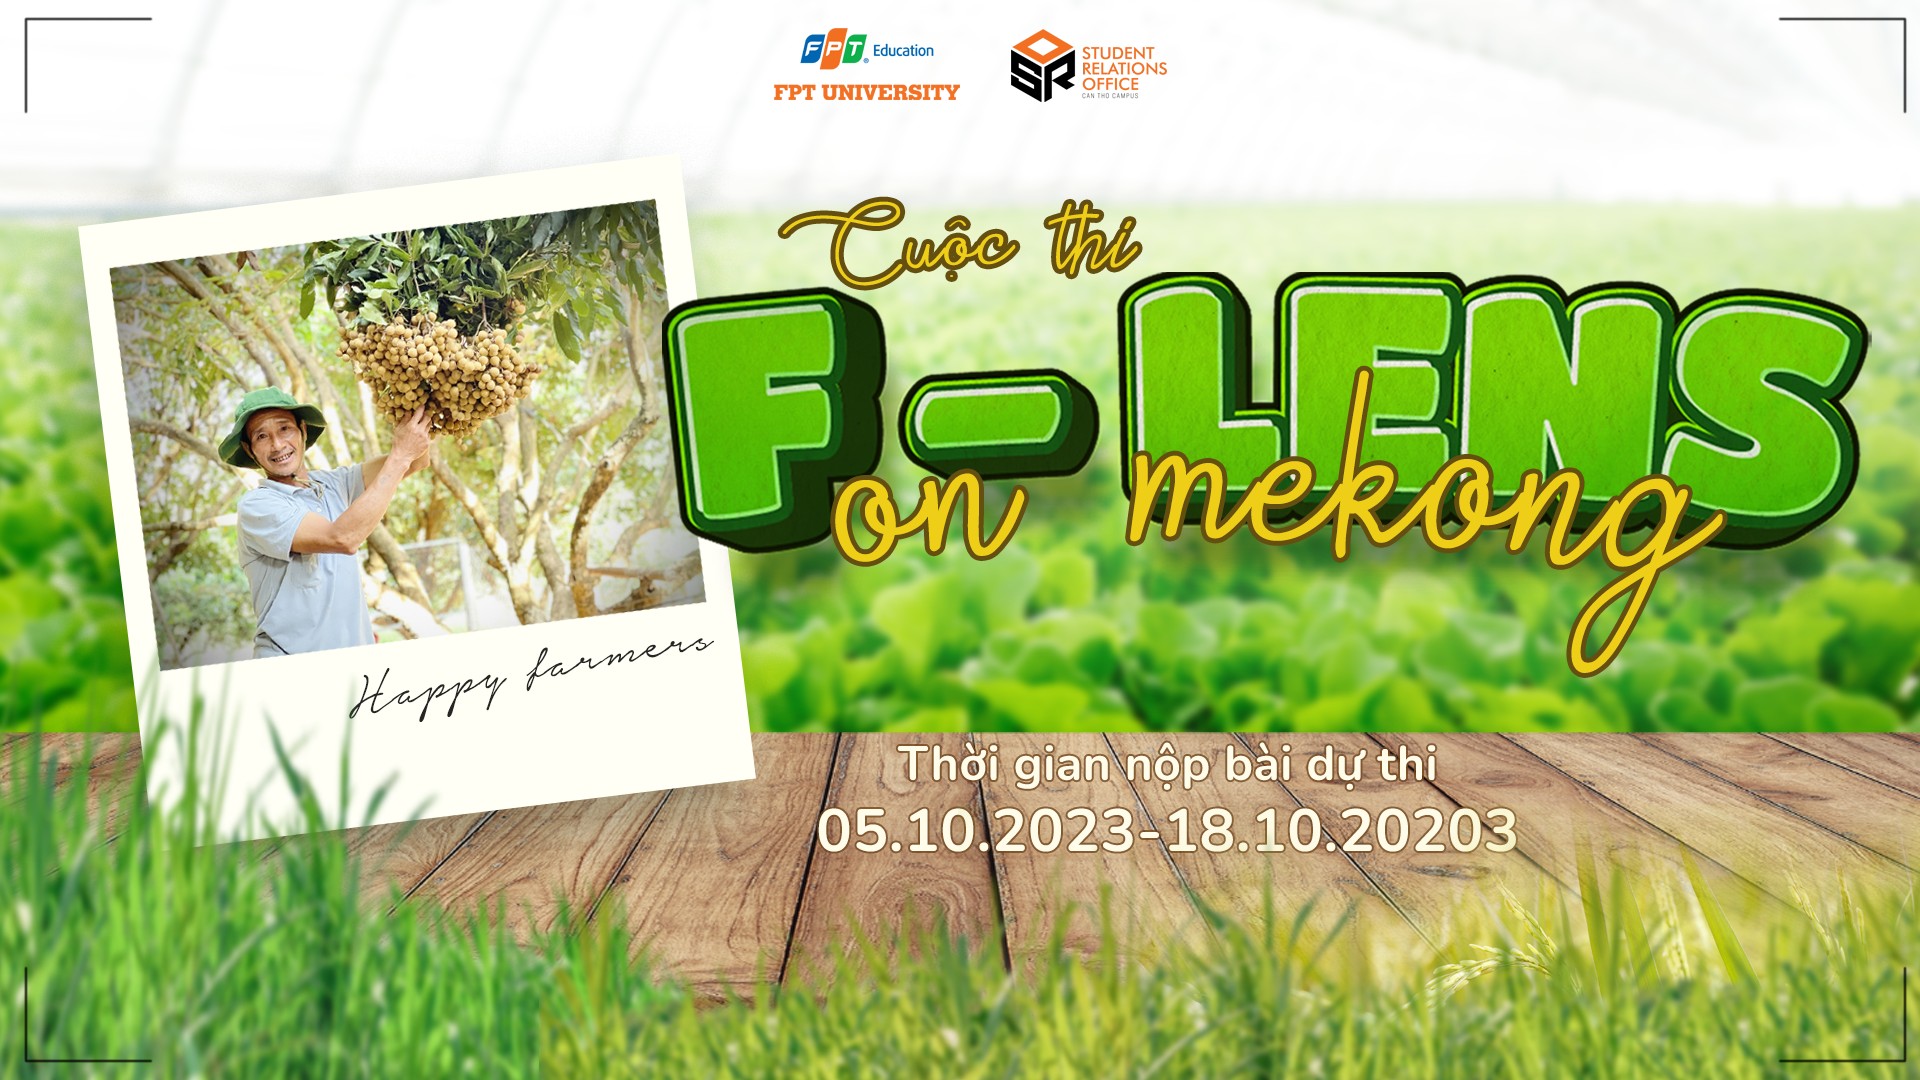 FPT Education
FPT UNIVERSITY
SRO
STUDENT
RELATIONS
OFFICE
CAN THO CAMPUS
Cuộc thi
F - LENS
on mekong
Happy farmers
Thời gian nộp bài dự thi
05.10.2023-18.10.20203